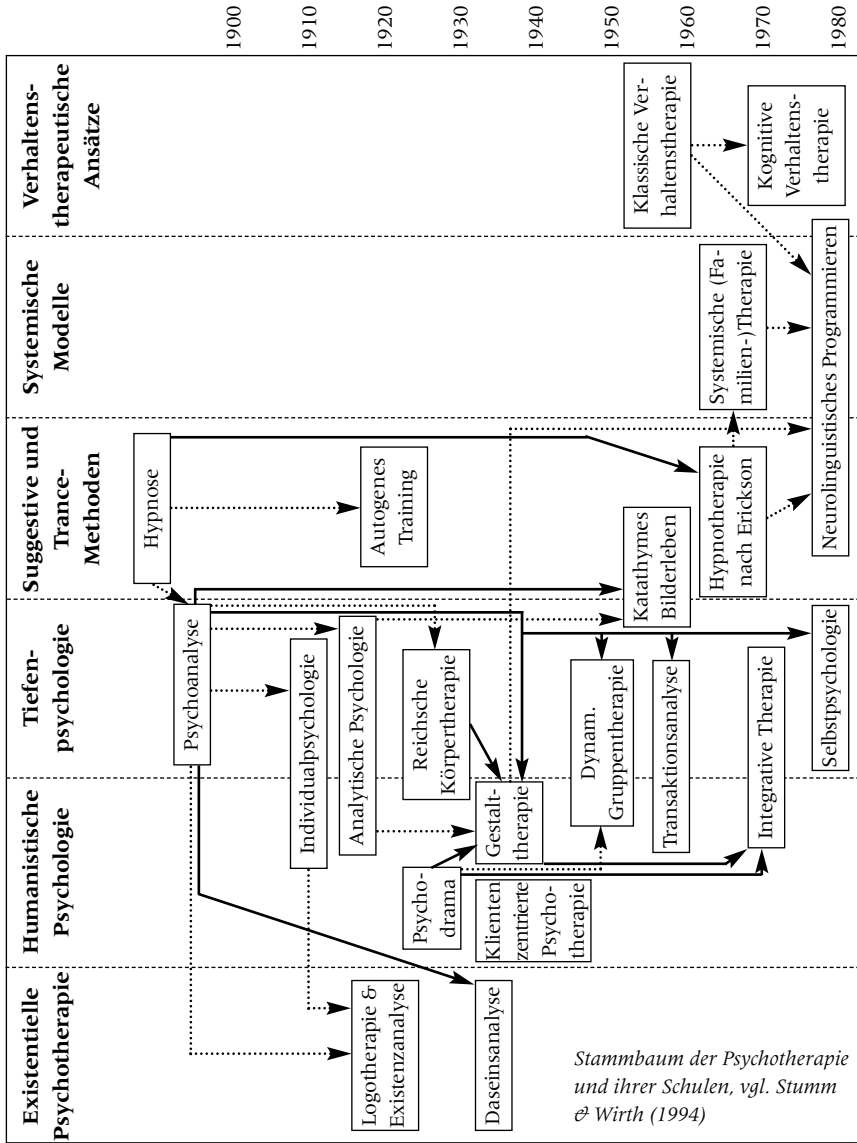 Existentielle
Psychotherapie
Humanistische
Psychologie
Tiefen-
psychologie
Suggestive und
Trance-
Methoden
Systemische
Modelle
Verhaltens-
therapeutische
Ansätze
1900
1910
1920
1930
1940
1950
1960
1970
1980
Hypnose
Psychoanalyse
Individualpsychologie
Analytische Psychologie
Autogenes
Training
Logotherapie &
Existenzanalyse
Reichsche
Körpertherapie
Psycho-
drama
Daseinsanalyse
Gestalt-
therapie
Klienten
zentrierte
Psycho-
therapie
Dynam.
Gruppentherapie
Katathymes
Bilderleben
Klassische Ver-
haltenstherapie
Transaktionsanalyse
Hypnotherapie
nach Erickson
Systemische (Fa-
milien-)Therapie
Kognitive
Verhaltens-
therapie
Integrative Therapie
Selbstpsychologie
Neurolinguistisches Programmieren
Stammbaum der Psychotherapie
und ihrer Schulen, vgl. Stumm
& Wirth (1994)